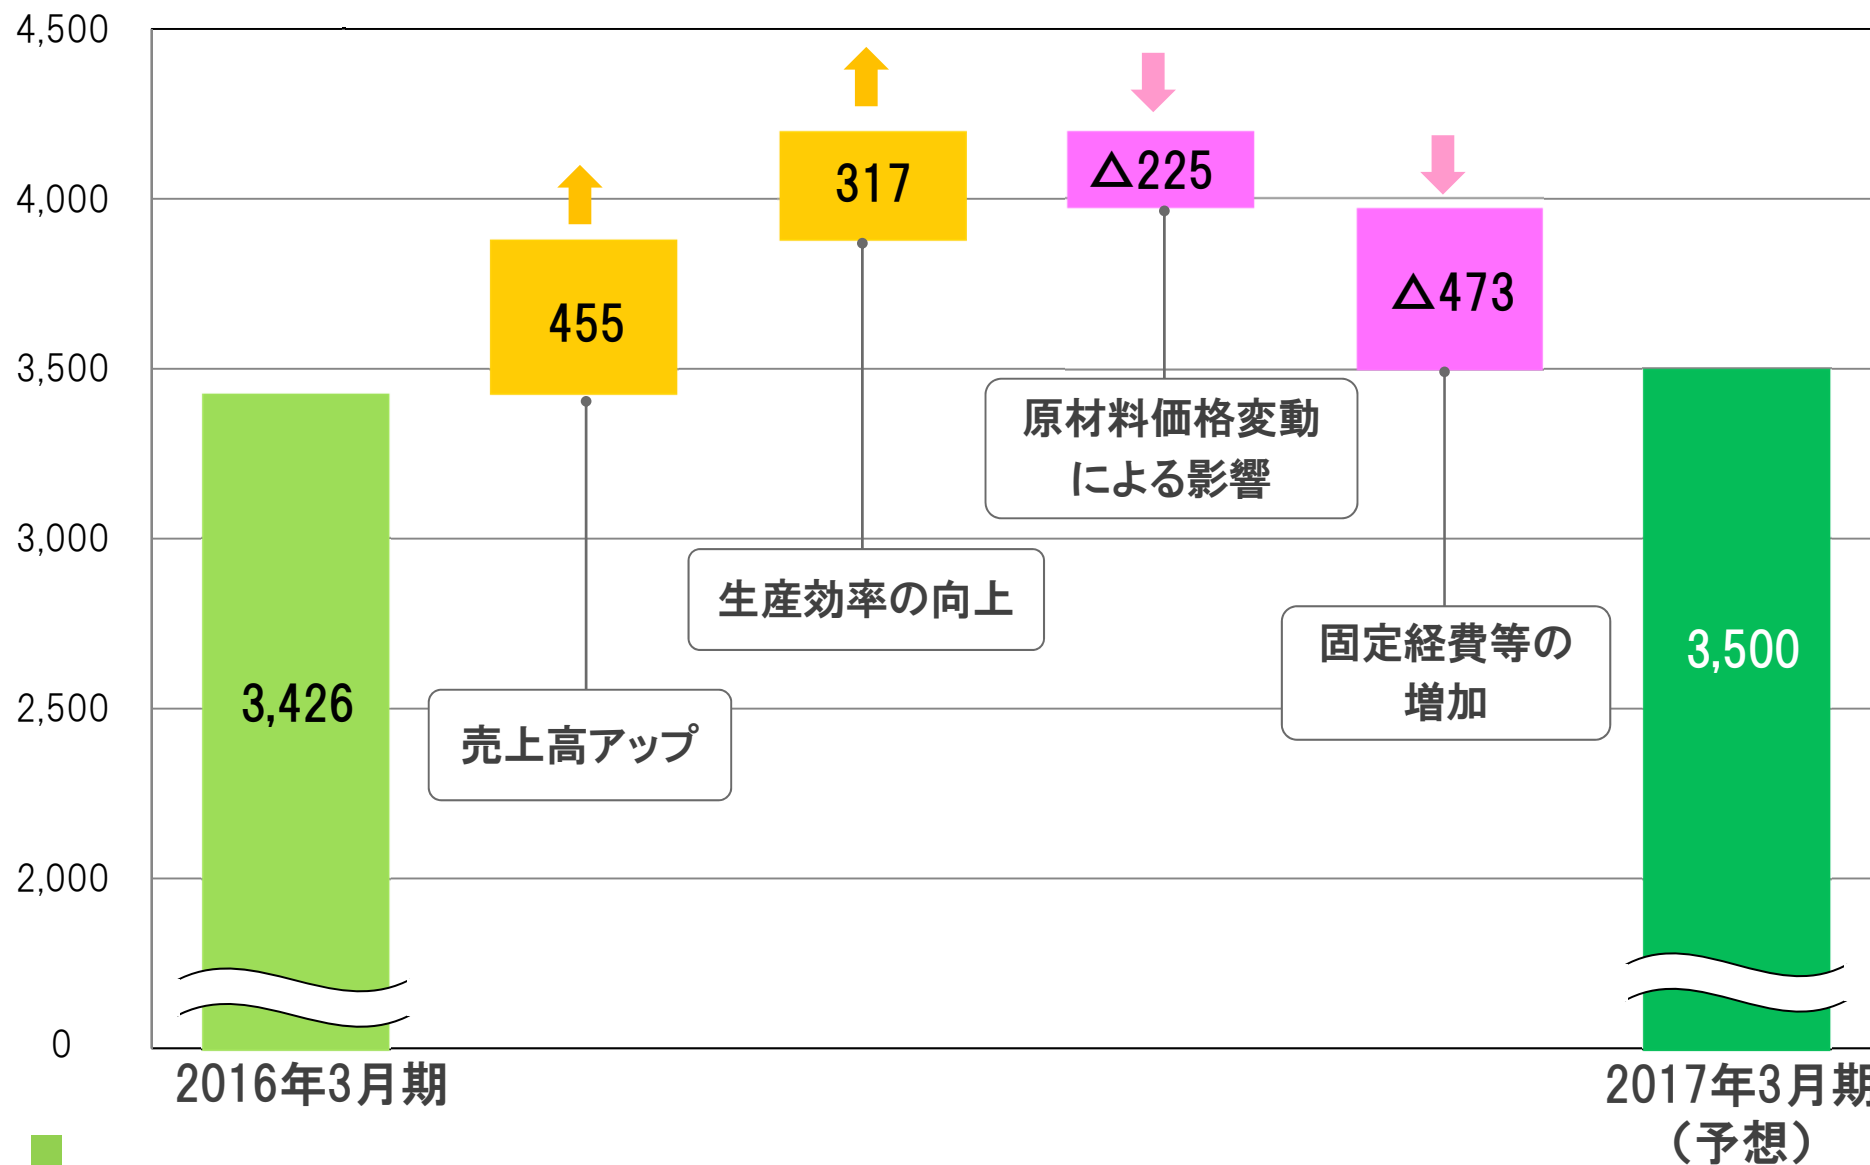 4,500
4,000
3,500
3,000
2,500
2,000
0
3,426
455
317
△225
△473
3,500
売上高アップ
生産効率の向上
原材料価格変動
による影響
固定経費等の
増加
2016年3月期
2017年3月期
（予想）